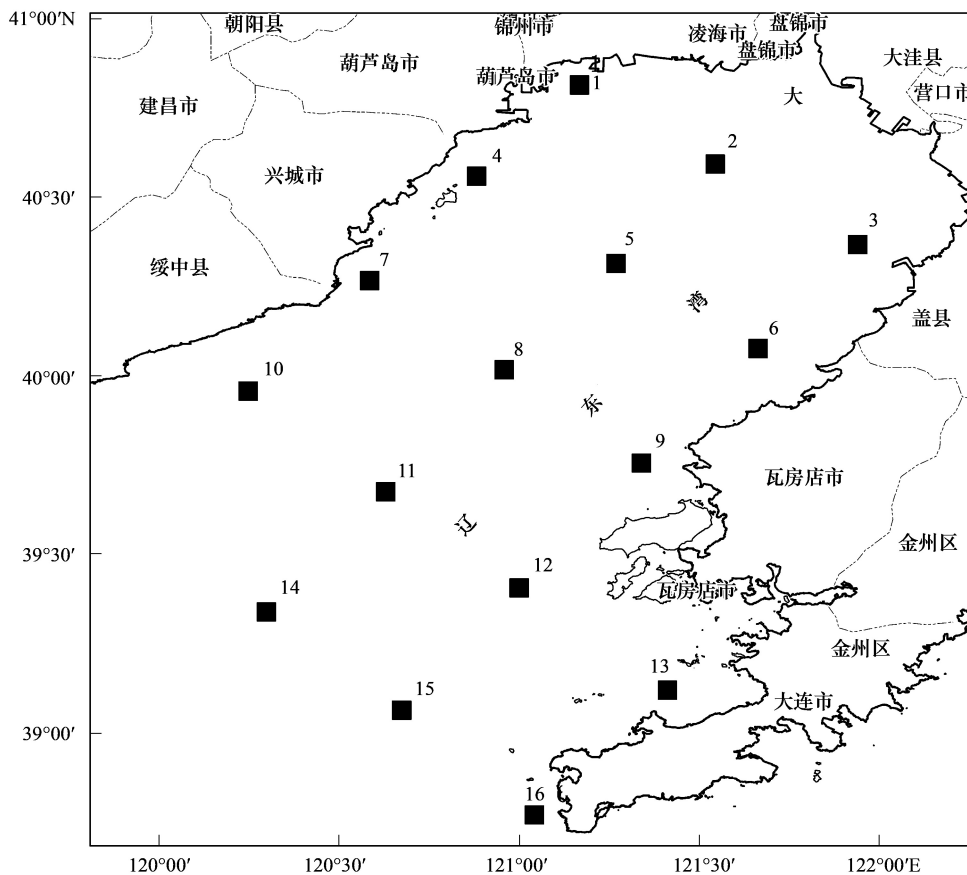 41°00′N
朝阳县
锦州市
凌海市
盘锦市
盘锦市
大洼县
葫芦岛市
葫芦岛市
1
大
营口市
建昌市
2
4
兴城市
40°30′
3
5
7
绥中县
湾
盖县
6
8
40°00′
10
东
9
11
瓦房店市
辽
39°30′
金州区
12
14
瓦房店市
金州区
13
15
大连市
39°00′
16
120°00′
120°30′
121°00′
121°30′
122°00′E